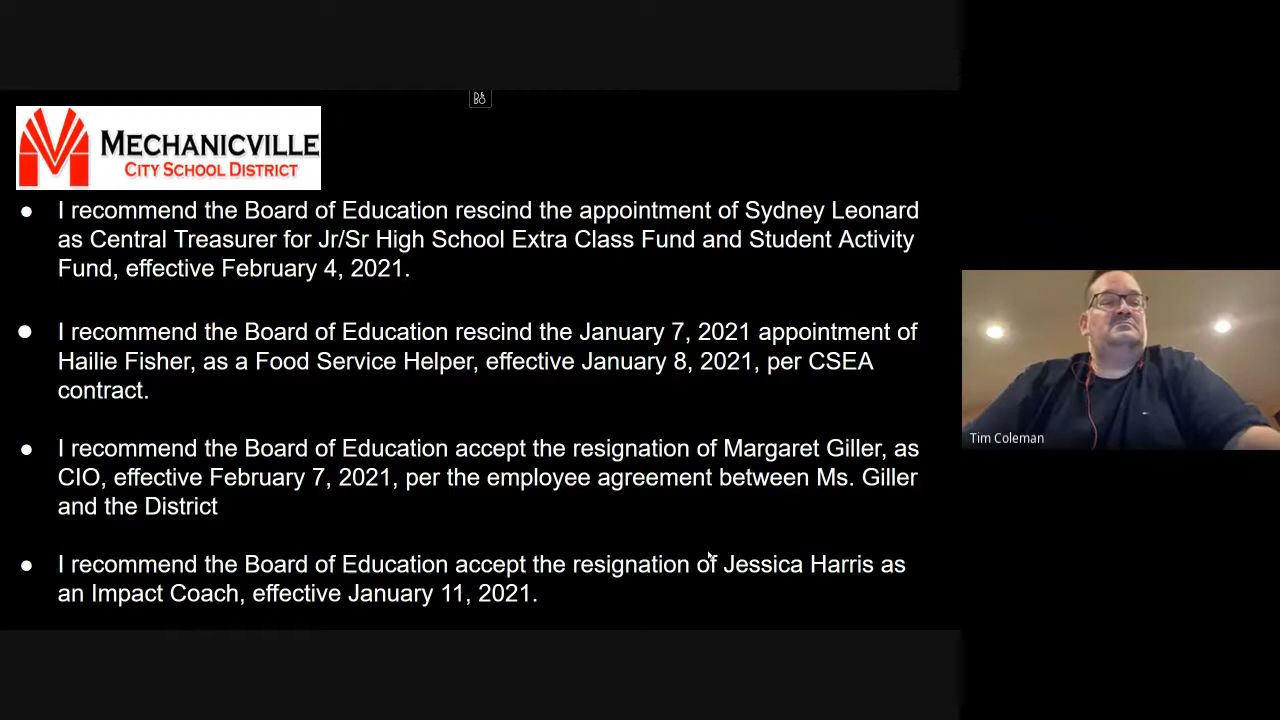 MECHANICVILLE
CITY SCHOOL DISTRICT
● I recommend the Board of Education rescind the appointment of Sydney Leonard
as Central Treasurer for Jr/Sr High School Extra Class Fund and Student Activity
Fund, effective February 4, 2021.
● I recommend the Board of Education rescind the January 7, 2021 appointment of
Hailie Fisher, as a Food Service Helper, effective January 8, 2021, per CSEA
contract.
● I recommend the Board of Education accept the resignation of Margaret Giller, as
CIO, effective February 7, 2021, per the employee agreement between Ms. Giller
and the District
● I recommend the Board of Education accept the resignation of Jessica Harris as
an Impact Coach, effective January 11, 2021.
Tim Coleman